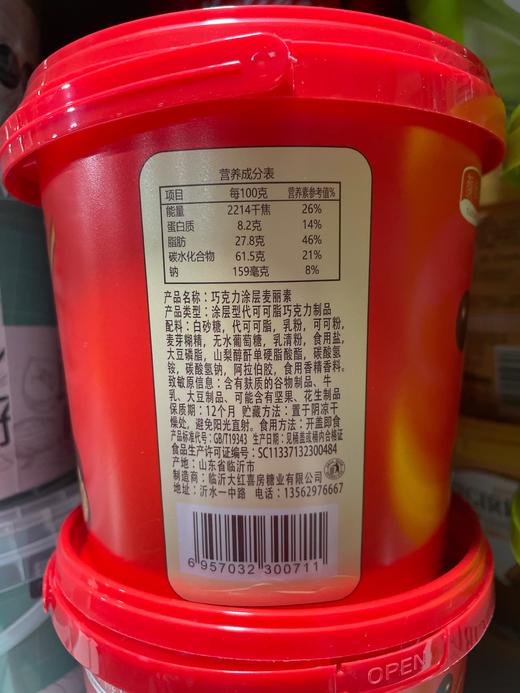 营养成分表
项目 每100克 营养素参考值%
能量 2214千焦 26%
蛋白质 8.2克 14%
脂肪 27.8克 46%
碳水化合物 61.5克 21%
钠 159毫克 8%
产品名称：巧克力涂层麦丽素
产品类型：涂层型代可可脂巧克力制品
配料：白砂糖，代可可脂，乳粉，可可粉，
麦芽糊精，无水葡萄糖，乳清粉，食用盐，
大豆磷脂，山梨醇酐单硬脂酸酯，碳酸氢
铵，碳酸氢钠，阿拉伯胶，食用香精香料。
致敏原信息：含有麸质的谷物制品、牛
乳、大豆制品、可能含有坚果、花生制品
保质期：12个月 贮藏方法：置于阴凉干
燥处，避免阳光直射。食用方法：开盖即食
产品标准代号：GB/T19343 生产日期：见桶盖或桶内合格证
食品生产许可证编号：SC11337132300484
产地：山东省临沂市
制造商：临沂大红喜房糖业有限公司
地址：沂水一中路 电话：13562976667
6 957032 300711
OPEN